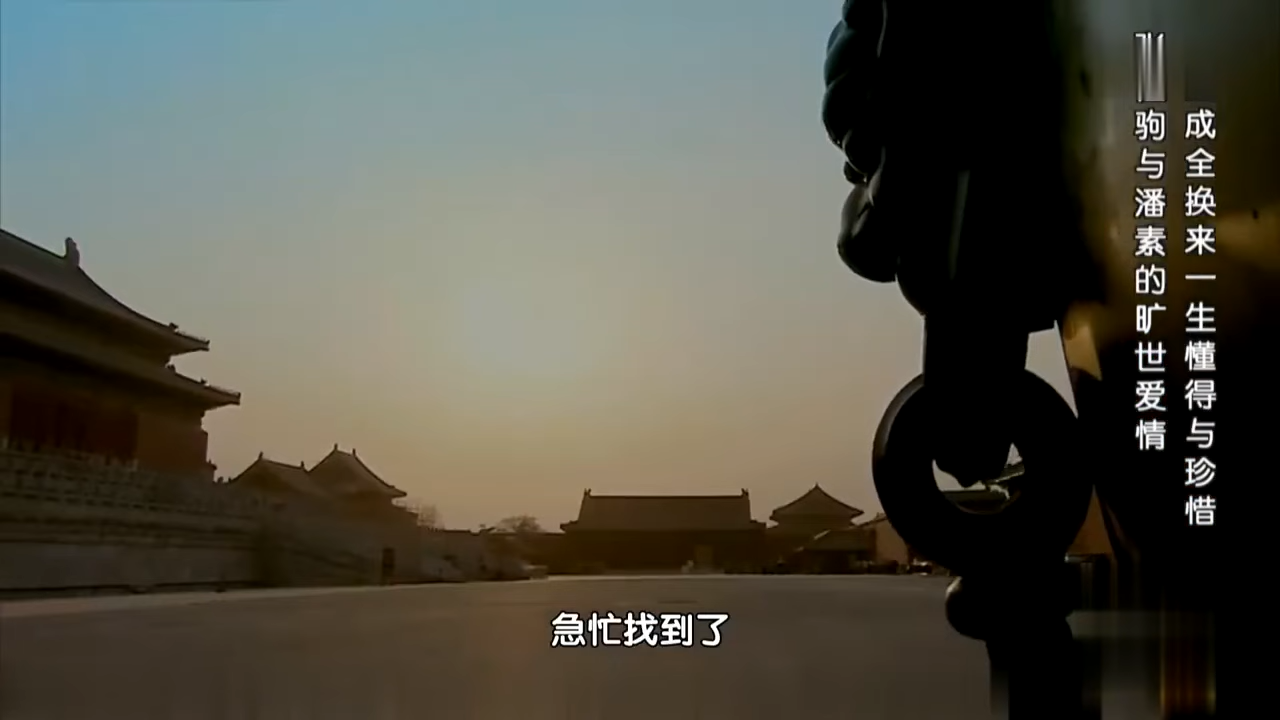 成全换来一生懂得与珍惜
驹与潘素的旷世爱情
急忙找到了